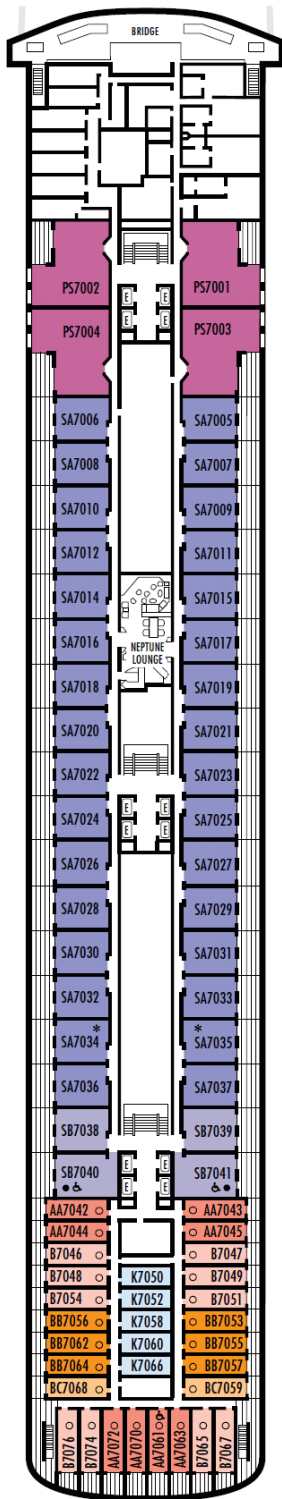 BRIDGE
PS7002 PS7001
E E
E E
PS7004 PS7003
SA7006 SA7005
SA7008 SA7007
SA7010 SA7009
SA7012 SA7011
SA7014 SA7015
SA7016 SA7017
NEPTUNE
LOUNGE
SA7018 SA7019
SA7020 SA7021
SA7022 SA7023
E E
SA7024 SA7025
E E
SA7026 SA7027
SA7028 SA7029
SA7030 SA7031
SA7032 SA7033
* *
SA7034 SA7035
SA7036 SA7037
SB7038 SB7039
E E
SB7040 SB7041
E E
AA7042 AA7043
AA7044 AA7045
B7046 B7047
B7048 K7050 B7049
B7054 K7052 B7051
BB7056 K7058 BB7053
BB7062 K7060 BB7055
BB7064 K7066 BB7057
BC7068 BC7059
B7076 B7074 AA7072 AA7070 AA7061 AA7063 B7065 B7067